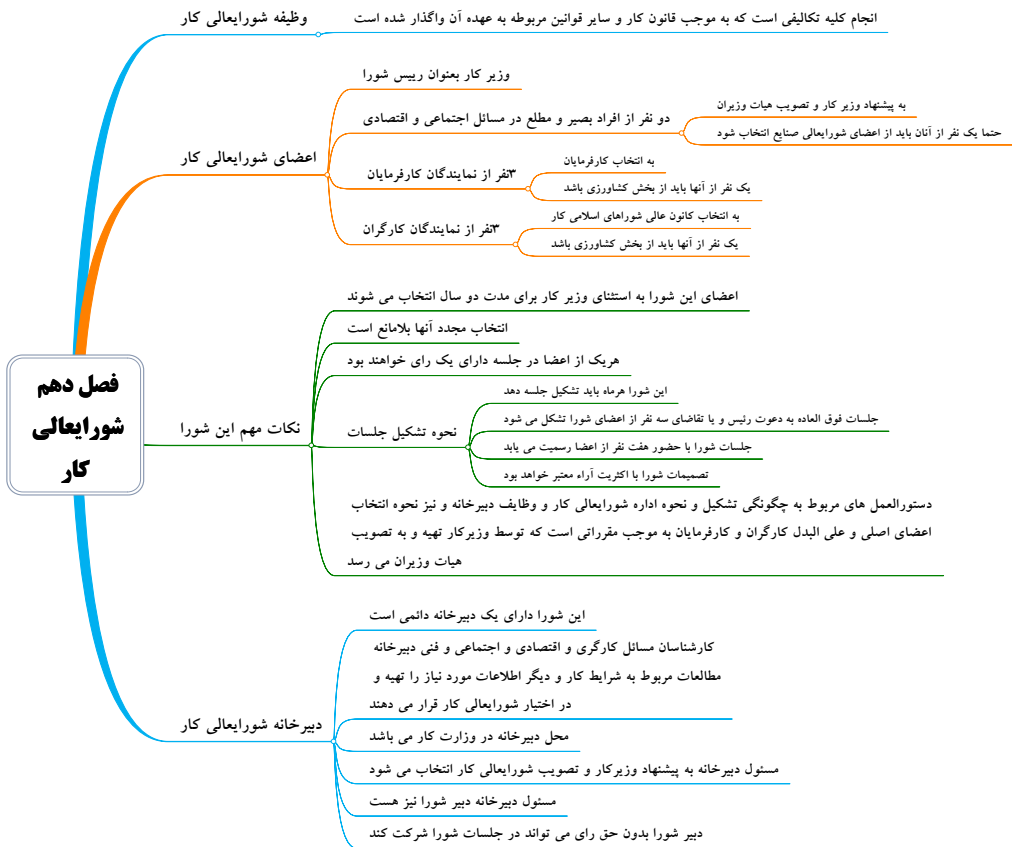 فصل دهم
شورایعالی
کار
وظیفه شورایعالی کار
انجام کلیه تکالیفی است که به موجب قانون کار و سایر قوانین مربوطه به عهده آن واگذار شده است
اعضای شورایعالی کار
وزیر کار بعنوان رییس شورا
دو نفر از افراد بصیر و مطلع در مسائل اجتماعی و اقتصادی
به پیشنهاد وزیر کار و تصویب هیات وزیران
حتما یک نفر از آنان باید از اعضای شورایعالی صنایع انتخاب شود
۳نفر از نمایندگان کارفرمایان
به انتخاب کارفرمایان
یک نفر از آنها باید از بخش کشاورزی باشد
۳نفر از نمایندگان کارگران
به انتخاب کانون عالی شوراهای اسلامی کار
یک نفر از آنها باید از بخش کشاورزی باشد
نکات مهم این شورا
اعضای این شورا به استثنای وزیر کار برای مدت دو سال انتخاب می شوند
انتخاب مجدد آنها بلامانع است
هریک از اعضا در جلسه دارای یک رای خواهند بود
نحوه تشکیل جلسات
این شورا هرماه باید تشکیل جلسه دهد
جلسات فوق العاده به دعوت رئیس و یا تقاضای سه نفر از اعضای شورا تشکل می شود
جلسات شورا با حضور هفت نفر از اعضا رسمیت می یابد
تصمیمات شورا با اکثریت آراء معتبر خواهد بود
دستورالعمل های مربوط به چگونگی تشکیل و نحوه اداره شورایعالی کار و وظایف دبیرخانه و نیز نحوه انتخاب
اعضای اصلی و علی البدل کارگران و کارفرمایان به موجب مقرراتی است که توسط وزیرکار تهیه و به تصویب
هیات وزیران می رسد
دبیرخانه شورایعالی کار
این شورا دارای یک دبیرخانه دائمی است
کارشناسان مسائل کارگری و اقتصادی و اجتماعی و فنی دبیرخانه
مطالعات مربوط به شرایط کار و دیگر اطلاعات مورد نیاز را تهیه و
در اختیار شورایعالی کار قرار می دهند
محل دبیرخانه در وزارت کار می باشد
مسئول دبیرخانه به پیشنهاد وزیرکار و تصویب شورایعالی کار انتخاب می شود
مسئول دبیرخانه دبیر شورا نیز هست
دبیر شورا بدون حق رای می تواند در جلسات شورا شرکت کند